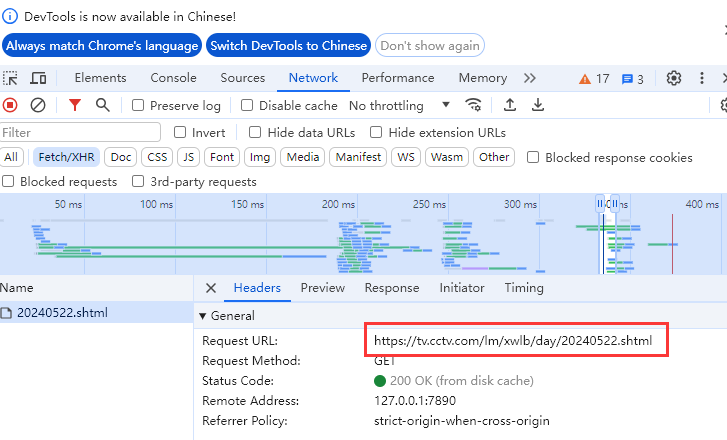 DevTools is now available in Chinese!
Always match Chrome's language Switch DevTools to Chinese Don't show again
Elements Console Sources Network Performance Memory 17 3
Preserve log Disable cache No throttling
Filter Invert Hide data URLs Hide extension URLs
All Fetch/XHR Doc CSS JS Font Img Media Manifest WS Wasm Other Blocked response cookies
Blocked requests 3rd-party requests
50 ms 100 ms 150 ms 200 ms 250 ms 300 ms 400 ms
Name Headers Preview Response Initiator Timing
20240522.shtml
General
Request URL: https://tv.cctv.com/lm/xwlb/day/20240522.shtml
Request Method: GET
Status Code: 200 OK (from disk cache)
Remote Address: 127.0.0.1:7890
Referrer Policy: strict-origin-when-cross-origin